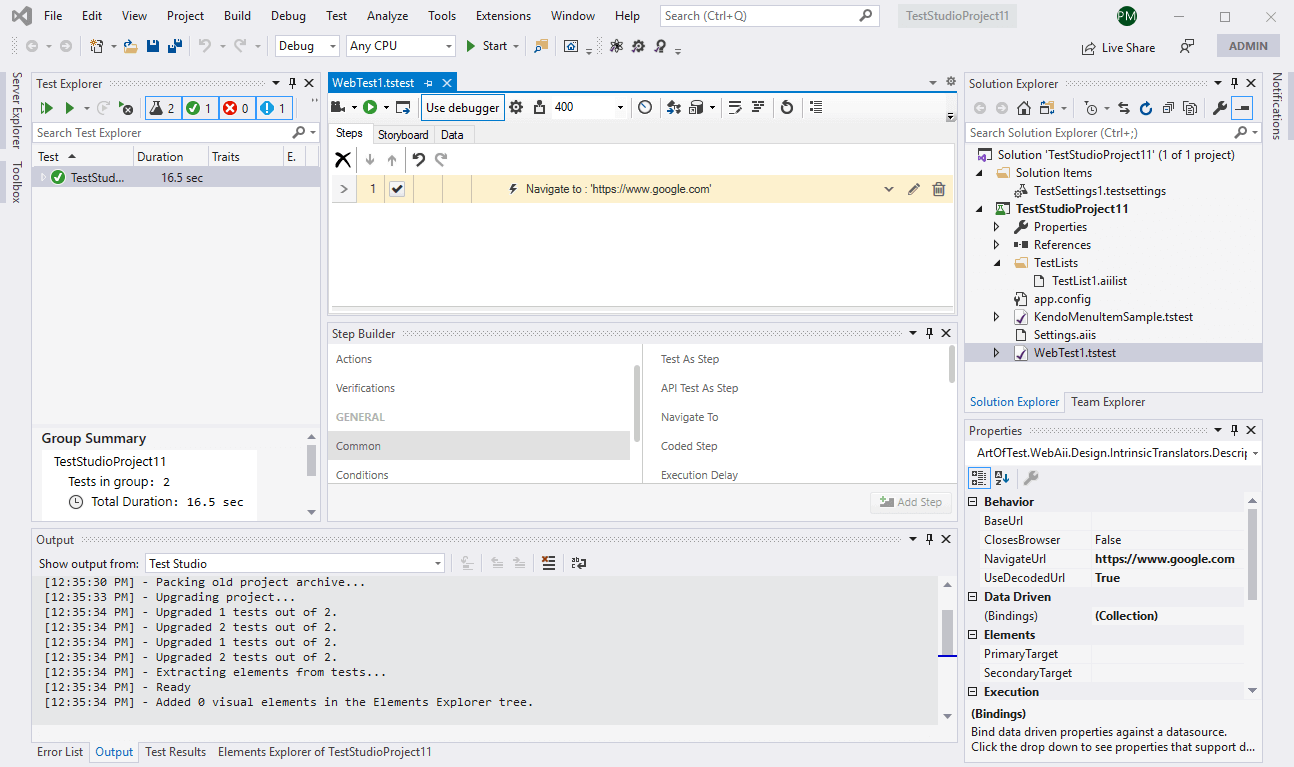 File Edit View Project Build Debug Test Analyze Tools Extensions Window Help Search (Ctrl+Q) TestStudioProject11 PM
Debug Any CPU Start Live Share ADMIN
Server Explorer
Toolbox
Test Explorer
2 1 0 1
Search Test Explorer
Test Duration Traits E.
TestStud... 16.5 sec
Group Summary
TestStudioProject11
Tests in group: 2
Total Duration: 16.5 sec
WebTest1.tstest
Use debugger 400
Steps Storyboard Data
1 Navigate to : 'https://www.google.com'
Step Builder
Actions
Verifications
GENERAL
Common
Conditions
Test As Step
API Test As Step
Navigate To
Coded Step
Execution Delay
Add Step
Output
Show output from: Test Studio
[12:35:30 PM] - Packing old project archive...
[12:35:33 PM] - Upgrading project...
[12:35:34 PM] - Upgraded 1 tests out of 2.
[12:35:34 PM] - Upgraded 2 tests out of 2.
[12:35:34 PM] - Upgraded 1 tests out of 2.
[12:35:34 PM] - Upgraded 2 tests out of 2.
[12:35:34 PM] - Extracting elements from tests...
[12:35:34 PM] - Ready
[12:35:34 PM] - Added 0 visual elements in the Elements Explorer tree.
Error List Output Test Results Elements Explorer of TestStudioProject11
Solution Explorer
Search Solution Explorer (Ctrl+;)
Solution 'TestStudioProject11' (1 of 1 project)
Solution Items
TestSettings1.testsettings
TestStudioProject11
Properties
References
TestLists
TestList1.aiilist
app.config
KendoMenuItemSample.tstest
Settings.aiis
WebTest1.tstest
Solution Explorer Team Explorer
Properties
ArtOfTest.WebAii.Design.IntrinsicTranslators.Descrip
Behavior
BaseUrl
ClosesBrowser False
NavigateUrl https://www.google.com
UseDecodedUrl True
Data Driven
(Bindings) (Collection)
Elements
PrimaryTarget
SecondaryTarget
Execution
(Bindings)
Bind data driven properties against a datasource.
Click the drop down to see properties that support d...
Notifications